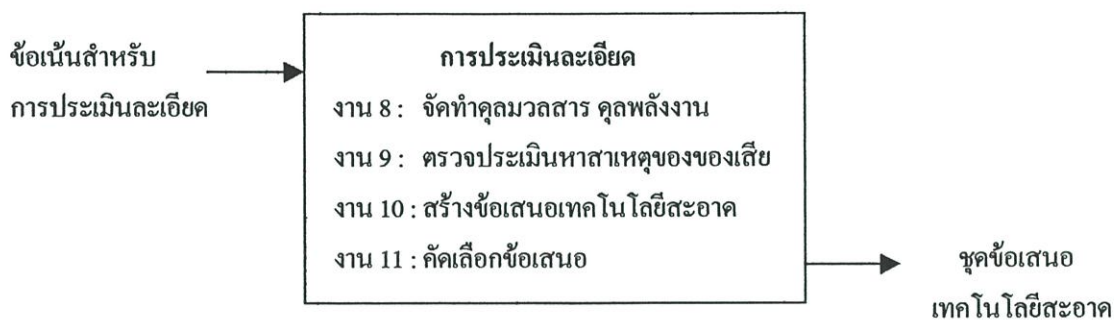 ข้อเน้นสำหรับ
การประเมินละเอียด
การประเมินละเอียด
งาน 8 : จัดทำดุลมวลสาร ดุลพลังงาน
งาน 9 : ตรวจประเมินหาสาเหตุของของเสีย
งาน 10 : สร้างข้อเสนอเทคโนโลยีสะอาด
งาน 11 : คัดเลือกข้อเสนอ
ชุดข้อเสนอ
เทคโนโลยีสะอาด